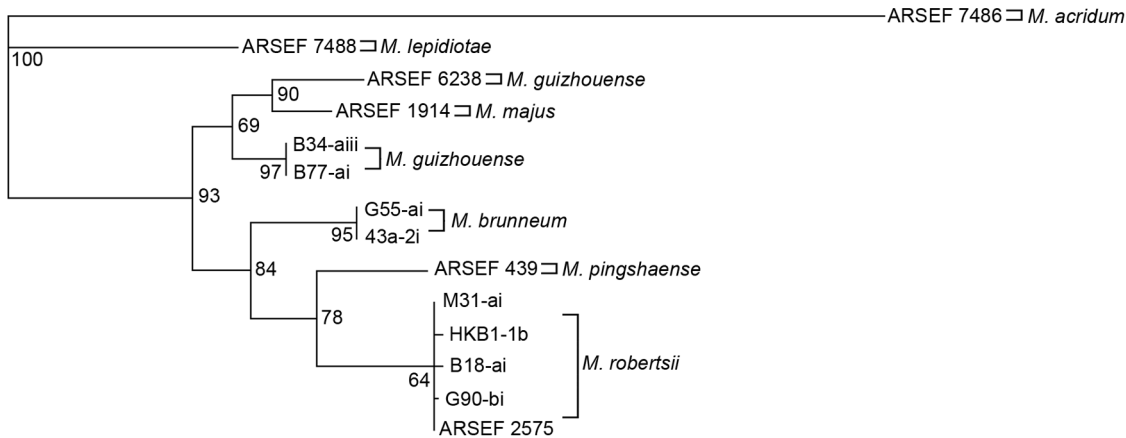 ARSEF 7486 M. acridum
ARSEF 7488 M. lepidiotae
100
ARSEF 6238 M. guizhouense
90
ARSEF 1914 M. majus
69
B34-aiii
M. guizhouense
97 B77-ai
93
G55-ai
M. brunneum
95 43a-2i
84
ARSEF 439 M. pingshaense
M31-ai
78
HKB1-1b
M. robertsii
B18-ai
64
G90-bi
ARSEF 2575